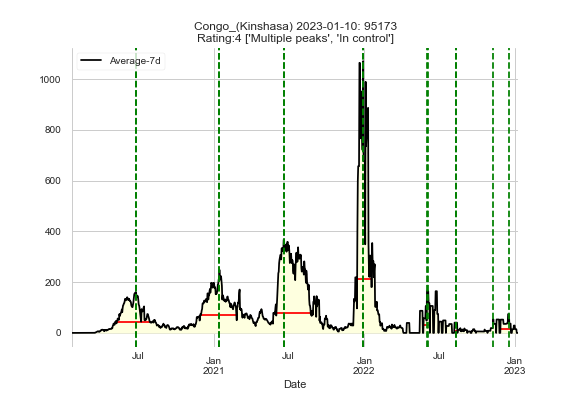 Congo_(Kinshasa) 2023-01-10: 95173
Rating:4 ['Multiple peaks', 'In control']
Average-7d
1000
800
600
400
200
0
Jul
Jan
2021
Jul
Jan
2022
Jul
Jan
2023
Date